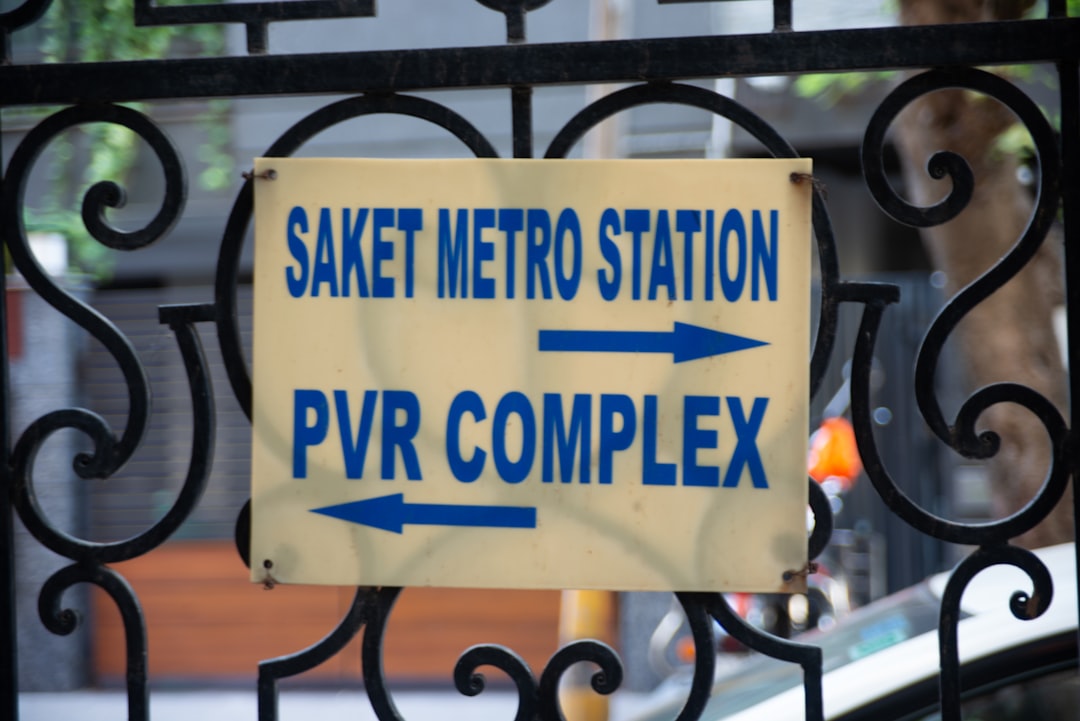 SAKET METRO STATION
PVR COMPLEX